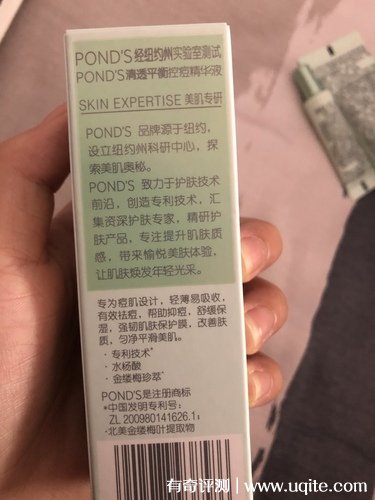 POND'S 经纽约州实验室测试
POND'S清透平衡控痘精华液
SKIN EXPERTISE 美肌专研
POND'S 品牌源于纽约，
设立纽约州科研中心，探
索美肌奥秘。
POND'S 致力于护肤技术
前沿，创造专利技术，汇
集资深护肤专家，精研护
肤产品，专注提升肌肤质
感，带来愉悦美肤体验，
让肌肤焕发年轻光采。
专为痘肌设计，轻薄易吸收，
有效祛痘，帮助抑痘，舒缓保
湿，强韧肌肤保护膜，改善肤
质，匀净平滑美肌。
·专利技术*
·水杨酸
·金缕梅珍萃^
POND'S是注册商标
*中国发明专利号：
ZL 200980141626.1；
^北美金缕梅叶提取物
有奇评测 | www.uqite.com